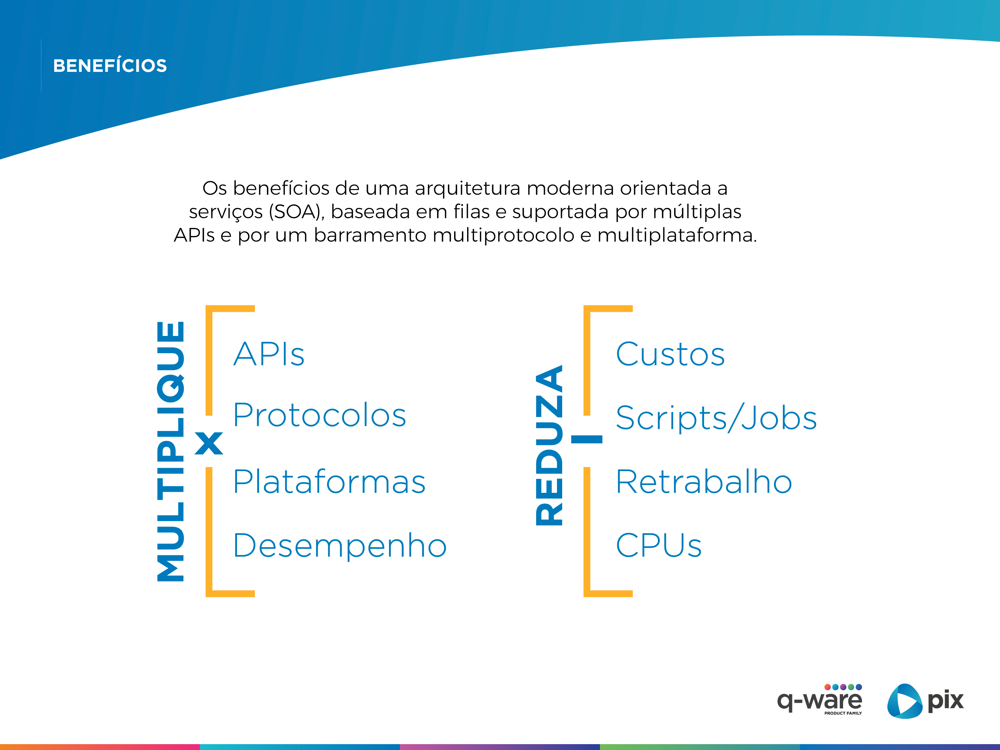 BENEFÍCIOS
Os benefícios de uma arquitetura moderna orientada a
serviços (SOA), baseada em filas e suportada por múltiplas
APIs e por um barramento multiprotocolo e multiplataforma.
MULTIPLIQUE
x
APIs
Protocolos
Plataformas
Desempenho
REDUZA
–
Custos
Scripts/Jobs
Retrabalho
CPUs
q-ware
PRODUCT FAMILY
pix